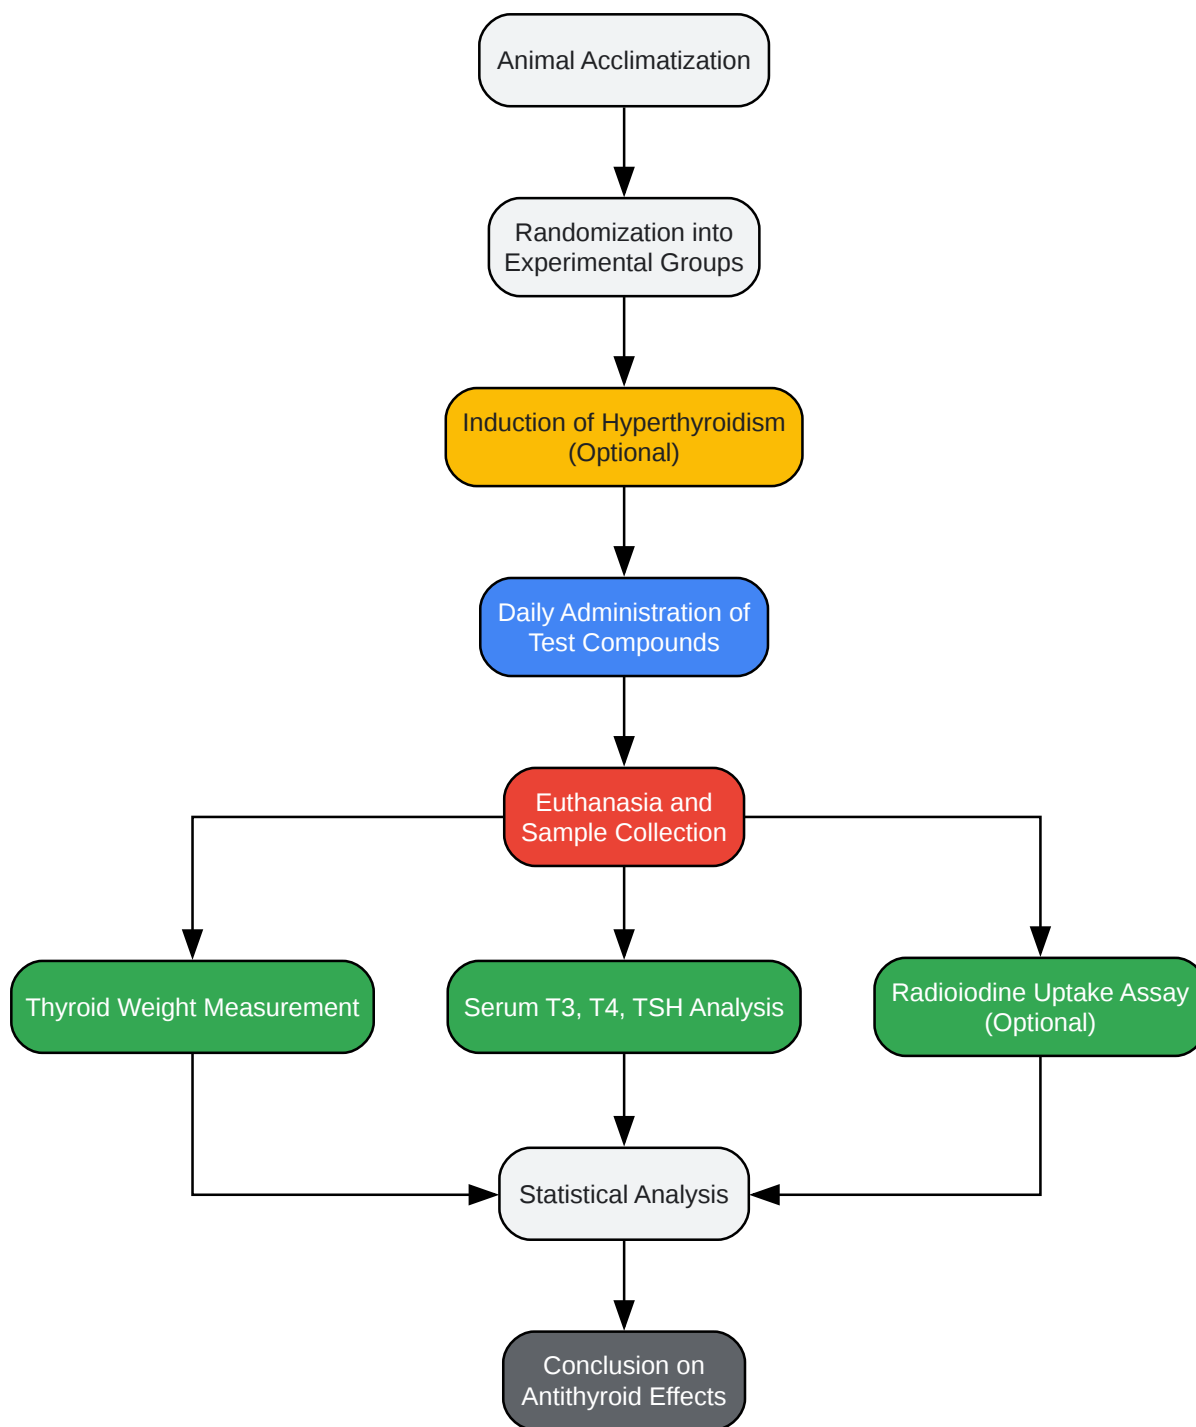 Animal Acclimatization
Randomization into
Experimental Groups
Induction of Hyperthyroidism
(Optional)
Daily Administration of
Test Compounds
Euthanasia and
Sample Collection
Thyroid Weight Measurement
Serum T3, T4, TSH Analysis
Radioiodine Uptake Assay
(Optional)
Statistical Analysis
Conclusion on
Antithyroid Effects